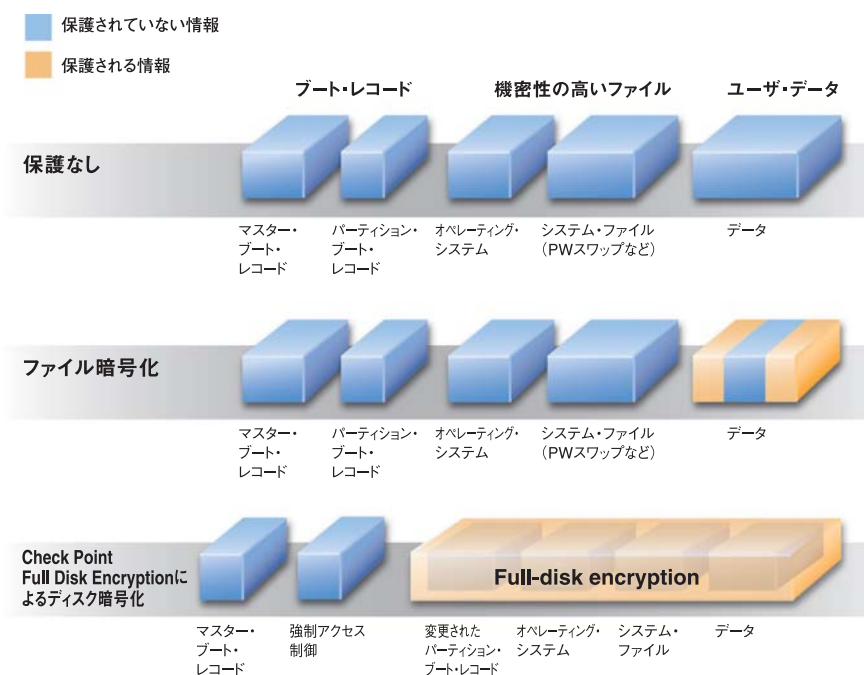 保護されていない情報
保護される情報
ブート・レコード
機密性の高いファイル
ユーザ・データ
保護なし
マスター・
ブート・
レコード
パーティション・
ブート・
レコード
オペレーティング・
システム
システム・ファイル
(PWスワップなど)
データ
ファイル暗号化
マスター・
ブート・
レコード
パーティション・
ブート・
レコード
オペレーティング・
システム
システム・ファイル
(PWスワップなど)
データ
Check Point
Full Disk Encryptionに
よるディスク暗号化
Full-disk encryption
マスター・
ブート・
レコード
強制アクセス
制御
変更された
パーティション・
ブート・レコード
オペレーティング・
システム
システム・
ファイル
データ